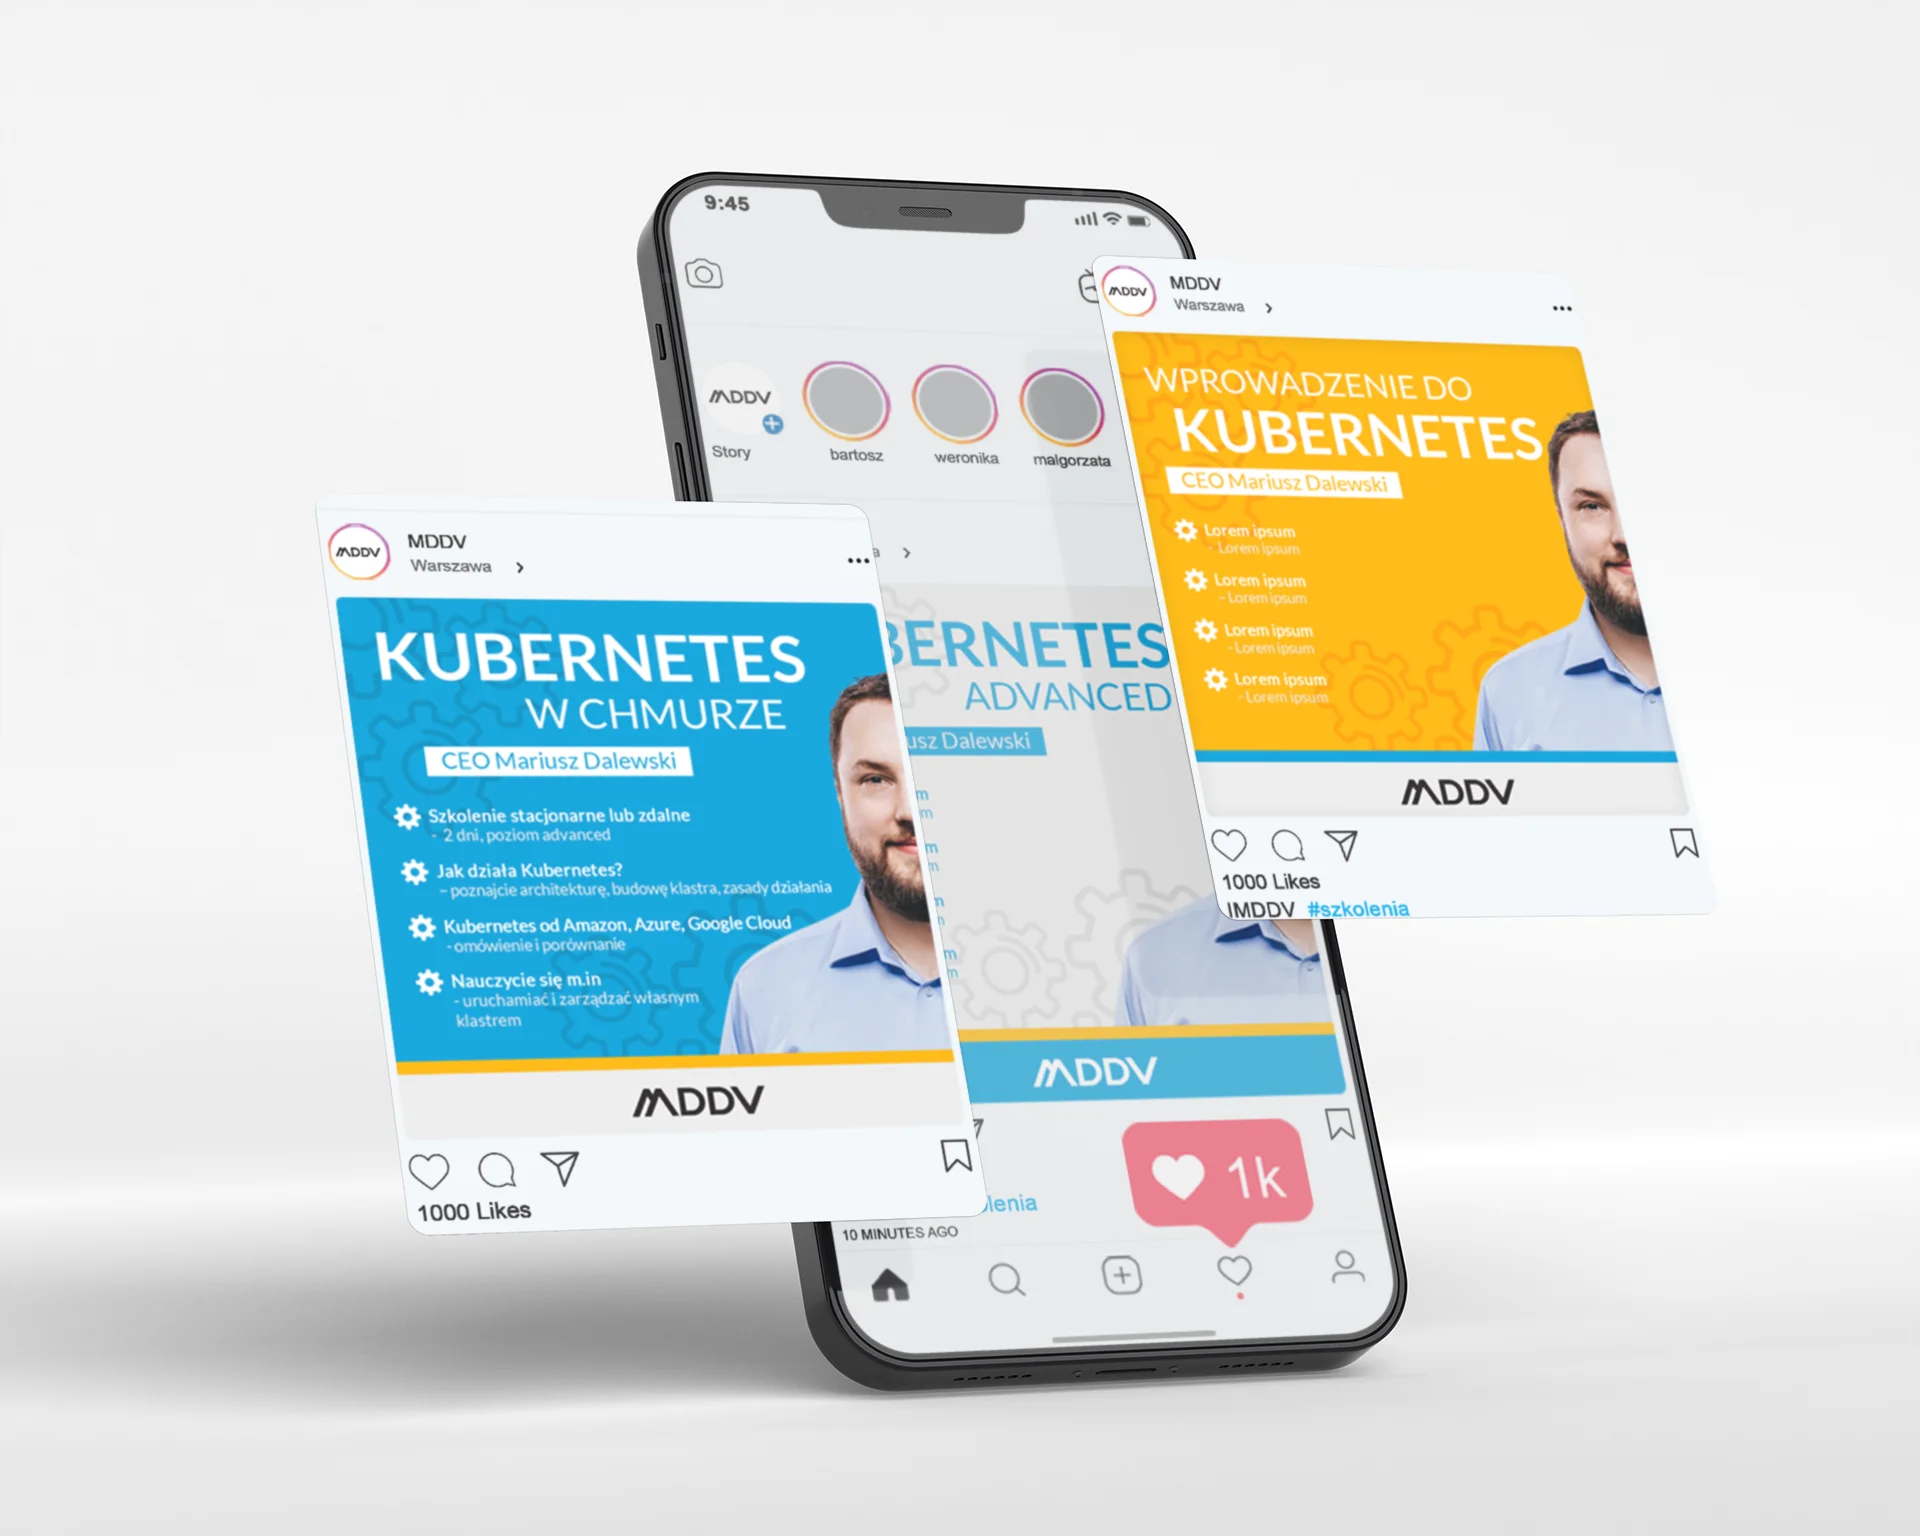 9:45
MDDV
Story
bartosz
weronika
malgorzata
MDDV
MDDV
Warszawa
KUBERNETES
W CHMURZE
CEO Mariusz Dalewski
Szkolenie stacjonarne lub zdalne
- 2 dni, poziom advanced
Jak działa Kubernetes?
– poznajcie architekturę, budowę klastra, zasady działania
Kubernetes od Amazon, Azure, Google Cloud
- omówienie i porównanie
Nauczycie się m.in
- uruchamiać i zarządzać własnym
klastrem
MDDV
1000 Likes
a
BERNETES
ADVANCED
usz Dalewski
m
m
m
m
m
n
m
m
MDDV
lenia
1k
10 MINUTES AGO
MDDV
MDDV
Warszawa
WPROWADZENIE DO
KUBERNETES
CEO Mariusz Dalewski
Lorem ipsum
- Lorem ipsum
Lorem ipsum
- Lorem ipsum
Lorem ipsum
- Lorem ipsum
Lorem ipsum
- Lorem ipsum
MDDV
1000 Likes
IMDDV #szkolenia